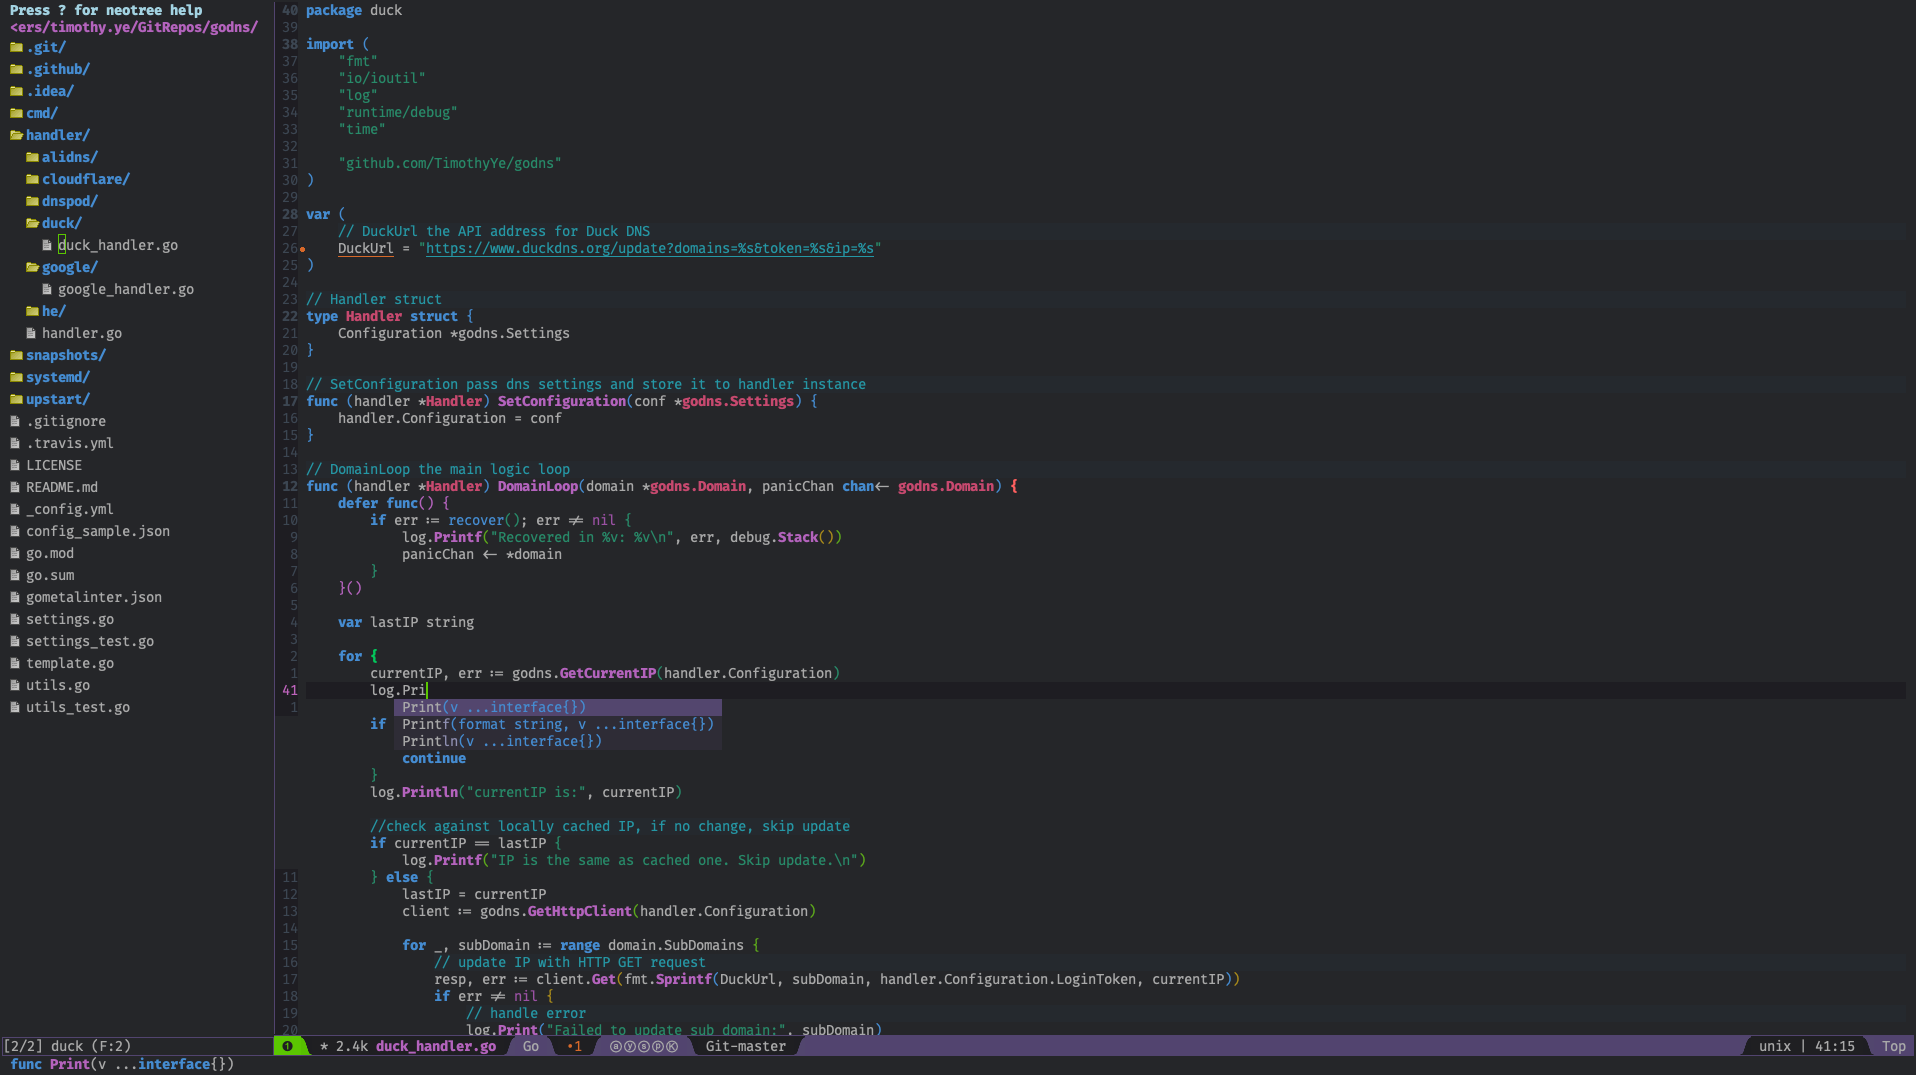 Press ? for neotree help
<ers/timothy.ye/GitRepos/godns/
.git/
.github/
.idea/
cmd/
handler/
alidns/
cloudflare/
dnspod/
duck/
duck_handler.go
google/
google_handler.go
he/
handler.go
snapshots/
systemd/
upstart/
.gitignore
.travis.yml
LICENSE
README.md
_config.yml
config_sample.json
go.mod
go.sum
gometalinter.json
settings.go
settings_test.go
template.go
utils.go
utils_test.go
40 package duck
39
38 import (
37 "fmt"
36 "io/ioutil"
35 "log"
34 "runtime/debug"
33 "time"
32
31 "github.com/TimothyYe/godns"
30 )
29
28 var (
27 // DuckUrl the API address for Duck DNS
26 DuckUrl = "https://www.duckdns.org/update?domains=%s&token=%s&ip=%s"
25 )
24
23 // Handler struct
22 type Handler struct {
21 Configuration *godns.Settings
20 }
19
18 // SetConfiguration pass dns settings and store it to handler instance
17 func (handler *Handler) SetConfiguration(conf *godns.Settings) {
16 handler.Configuration = conf
15 }
14
13 // DomainLoop the main logic loop
12 func (handler *Handler) DomainLoop(domain *godns.Domain, panicChan chan<- godns.Domain) {
11 defer func() {
10 if err := recover(); err != nil {
9 log.Printf("Recovered in %v: %v\n", err, debug.Stack())
8 panicChan <- *domain
7 }
6 }()
5
4 var lastIP string
3
2 for {
1 currentIP, err := godns.GetCurrentIP(handler.Configuration)
41 log.Pri
1 Print(v ...interface{})
if Printf(format string, v ...interface{})
Println(v ...interface{})
continue
}
log.Println("currentIP is:", currentIP)
//check against locally cached IP, if no change, skip update
if currentIP == lastIP {
log.Printf("IP is the same as cached one. Skip update.\n")
11 } else {
12 lastIP = currentIP
13 client := godns.GetHttpClient(handler.Configuration)
14
15 for _, subDomain := range domain.SubDomains {
16 // update IP with HTTP GET request
17 resp, err := client.Get(fmt.Sprintf(DuckUrl, subDomain, handler.Configuration.LoginToken, currentIP))
18 if err != nil {
19 // handle error
20 log.Print("Failed to update sub domain:", subDomain)
[2/2] duck (F:2) ❶ * 2.4k duck_handler.go Go •1 ⓐⓨⓢⓟⓀ Git-master unix | 41:15 Top
func Print(v ...interface{})